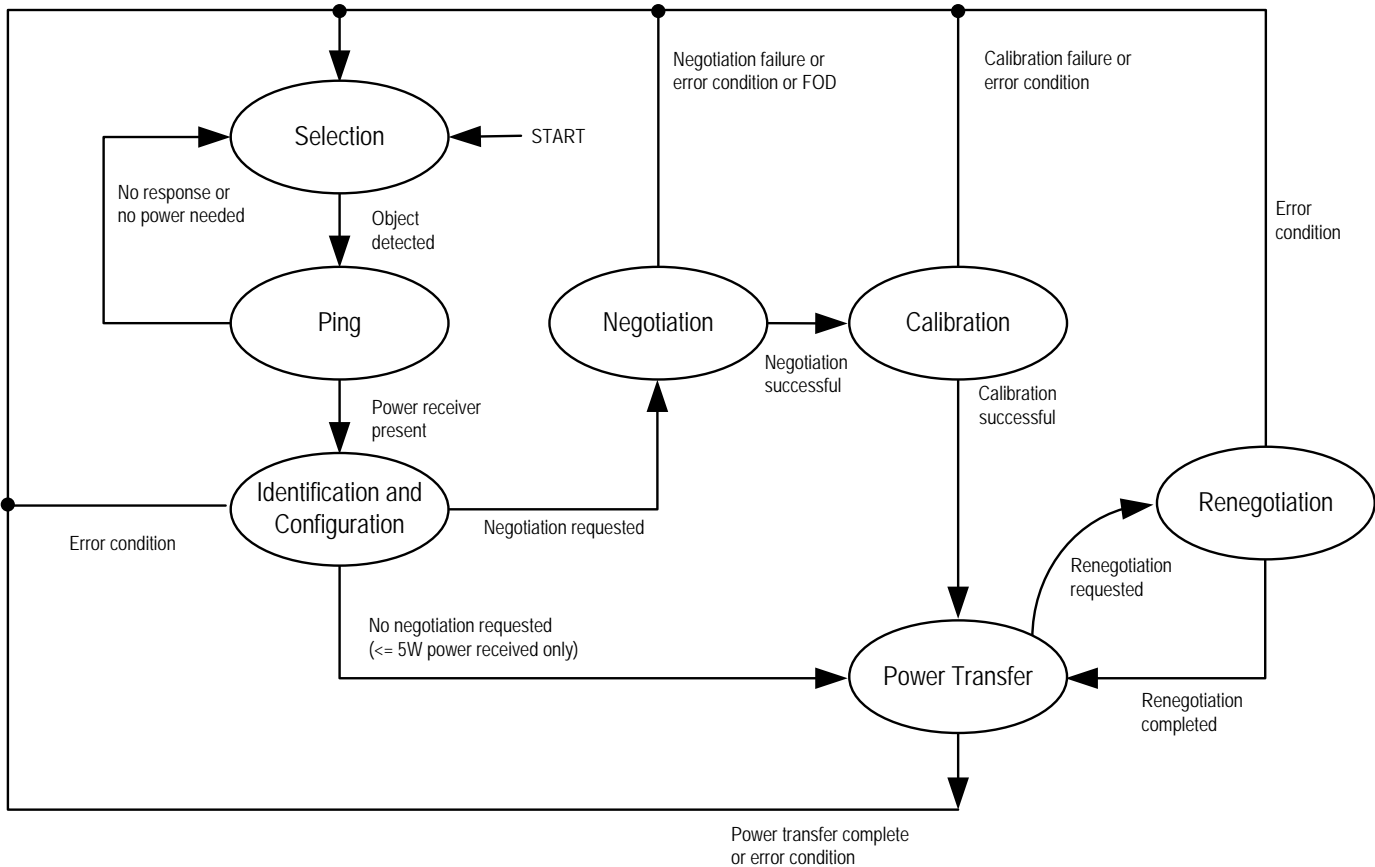 Negotiation failure or
error condition or FOD
Calibration failure or
error condition
Selection
START
No response or
no power needed
Object
detected
Error
condition
Ping
Negotiation
Calibration
Negotiation
successful
Power receiver
present
Calibration
successful
Identification and
Configuration
Error condition
Negotiation requested
Renegotiation
Renegotiation
requested
No negotiation requested
(<= 5W power received only)
Power Transfer
Renegotiation
completed
Power transfer complete
or error condition